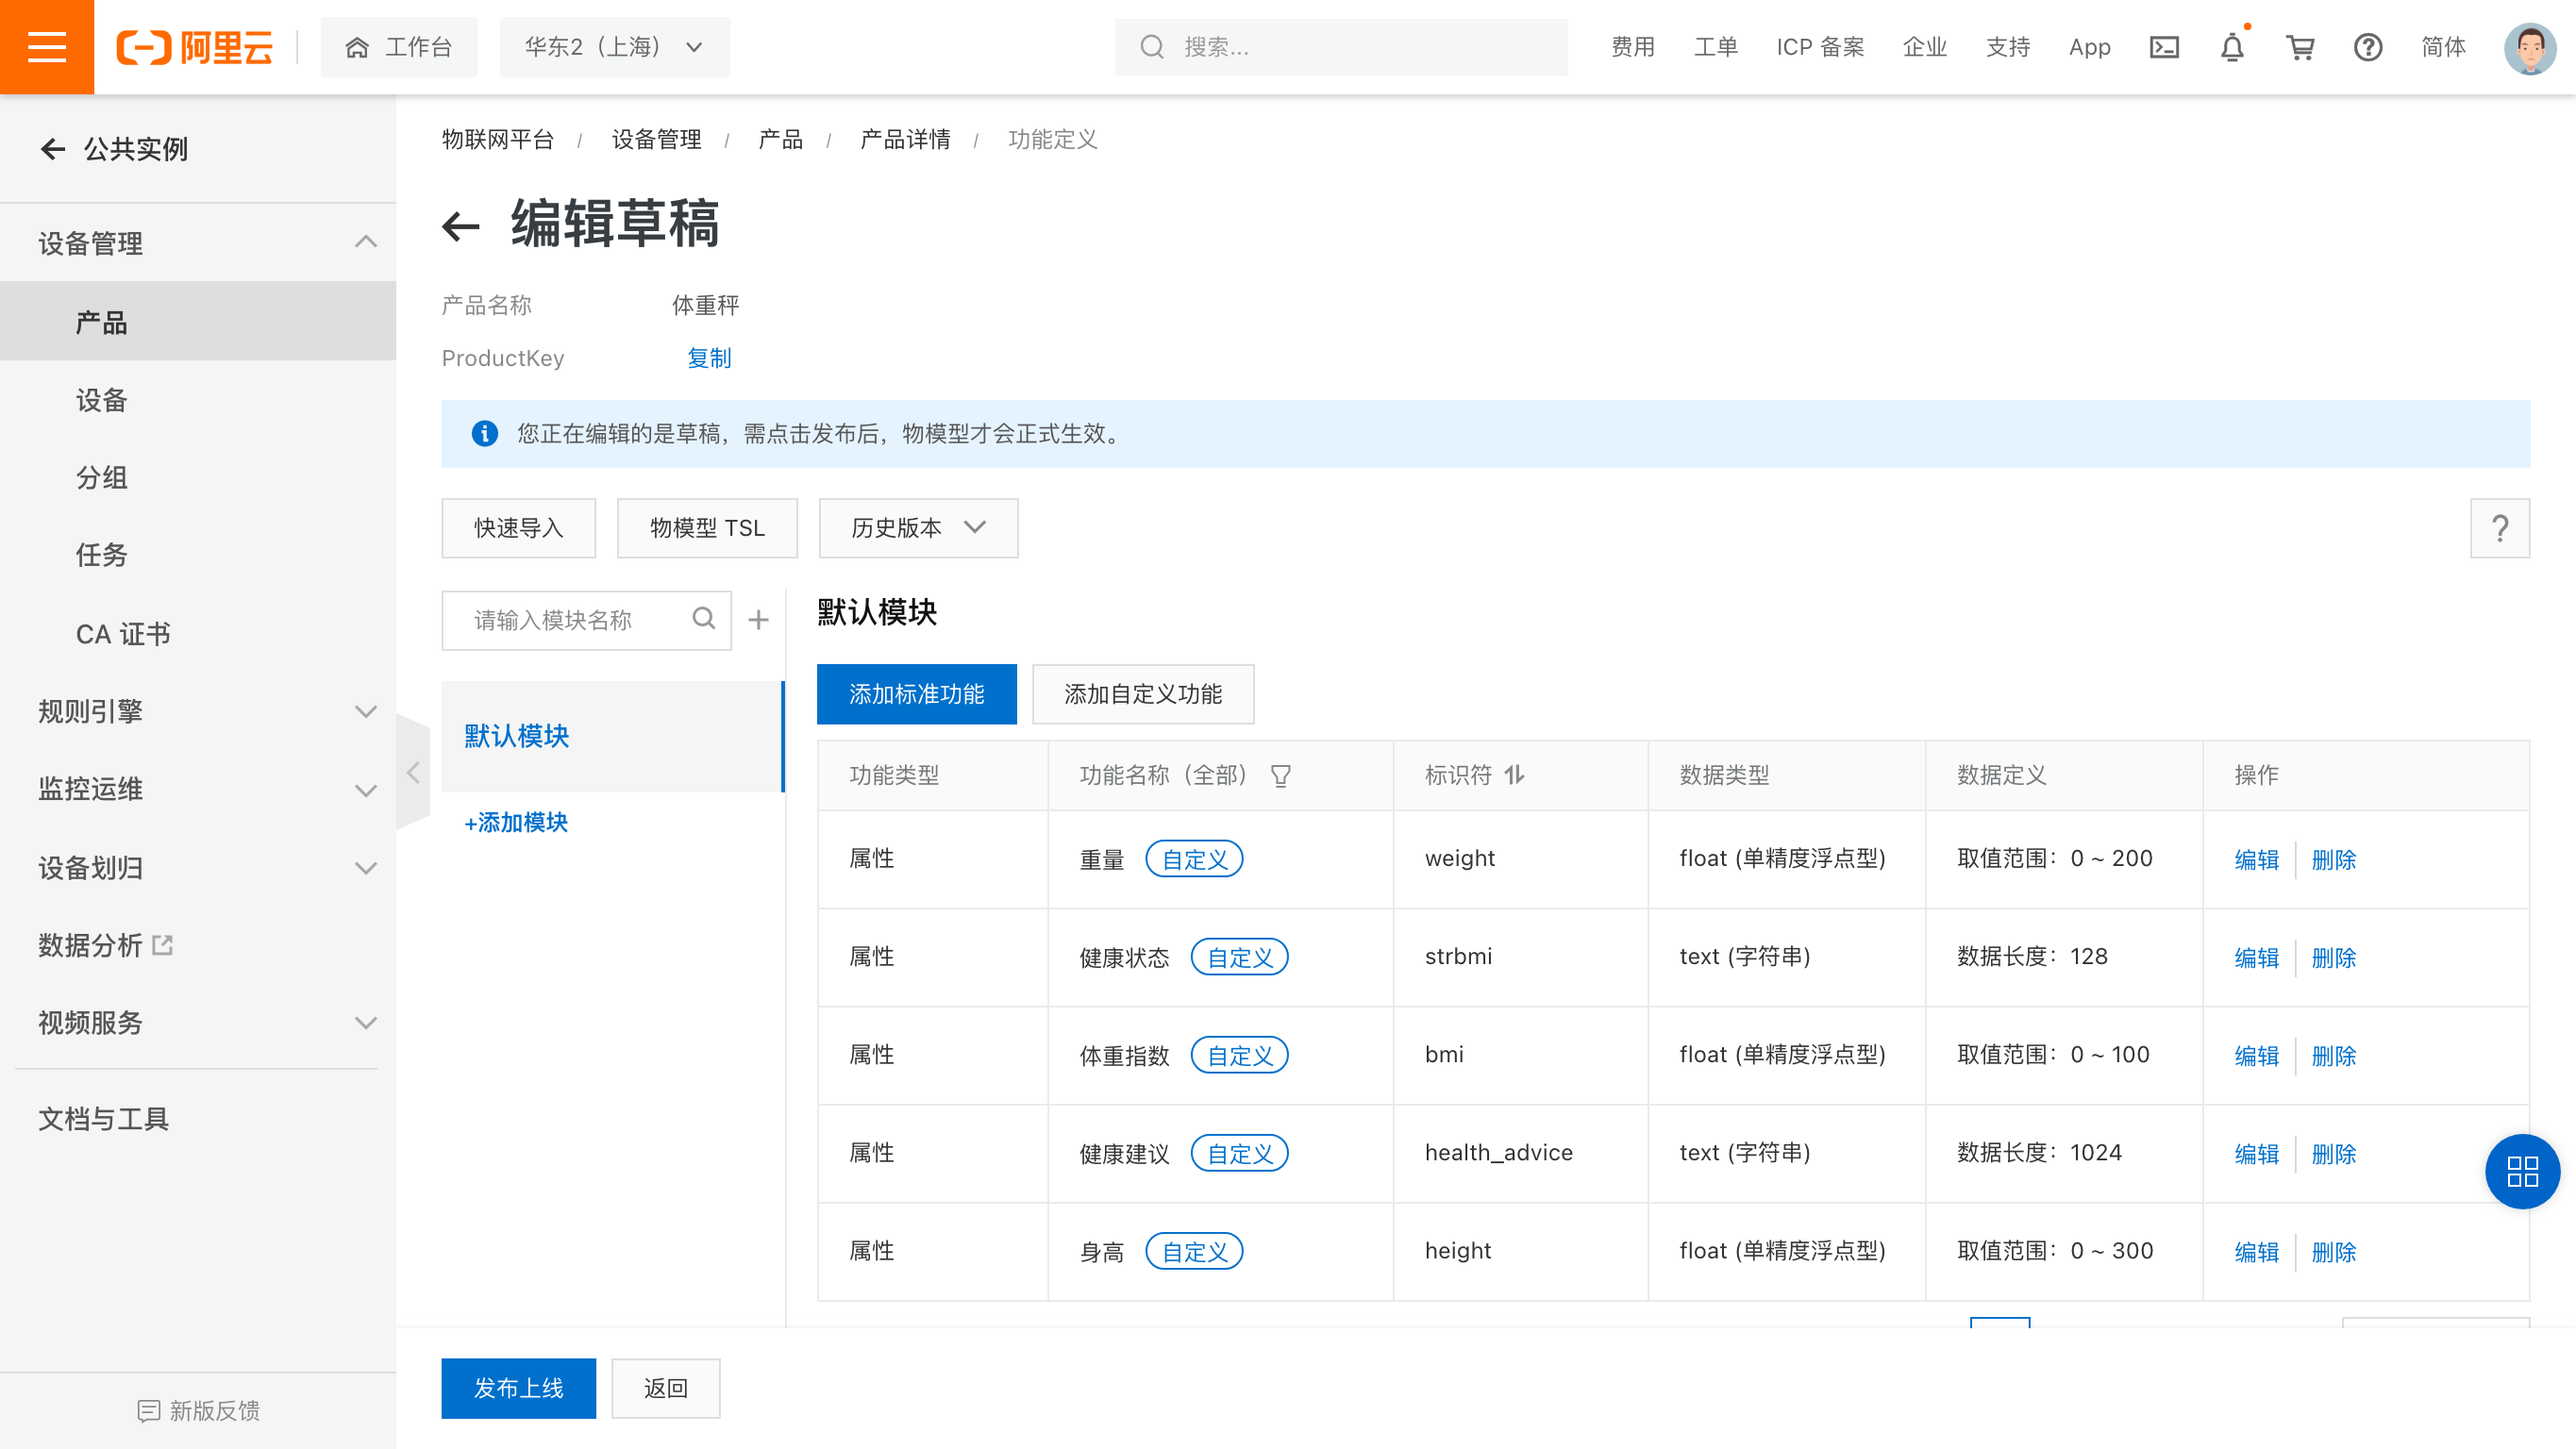 阿里云
工作台
华东2（上海）
搜索...
费用 工单 ICP 备案 企业 支持 App 简体
公共实例
设备管理
产品
设备
分组
任务
CA 证书
规则引擎
监控运维
设备划归
数据分析
视频服务
文档与工具
新版反馈
物联网平台 / 设备管理 / 产品 / 产品详情 / 功能定义
编辑草稿
产品名称 体重秤
ProductKey 复制
您正在编辑的是草稿，需点击发布后，物模型才会正式生效。
快速导入 物模型 TSL 历史版本 ?
请输入模块名称 +
默认模块
+添加模块
默认模块
添加标准功能 添加自定义功能
功能类型 功能名称（全部） 标识符 数据类型 数据定义 操作
属性 重量 自定义 weight float (单精度浮点型) 取值范围：0 ~ 200 编辑 删除
属性 健康状态 自定义 strbmi text (字符串) 数据长度：128 编辑 删除
属性 体重指数 自定义 bmi float (单精度浮点型) 取值范围：0 ~ 100 编辑 删除
属性 健康建议 自定义 health_advice text (字符串) 数据长度：1024 编辑 删除
属性 身高 自定义 height float (单精度浮点型) 取值范围：0 ~ 300 编辑 删除
发布上线 返回